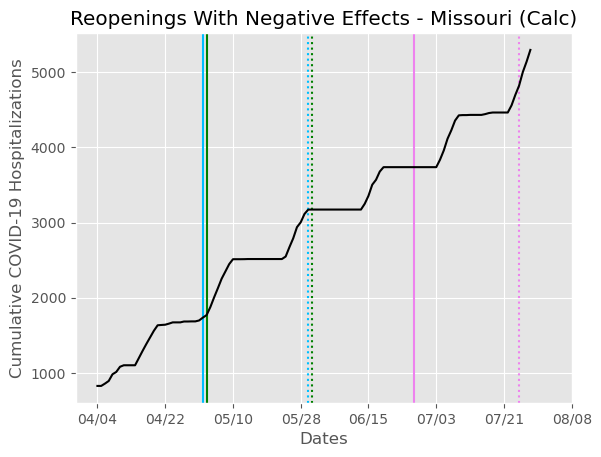 Reopenings With Negative Effects - Missouri (Calc)
Cumulative COVID-19 Hospitalizations
5000
4000
3000
2000
1000
04/04 04/22 05/10 05/28 06/15 07/03 07/21 08/08
Dates